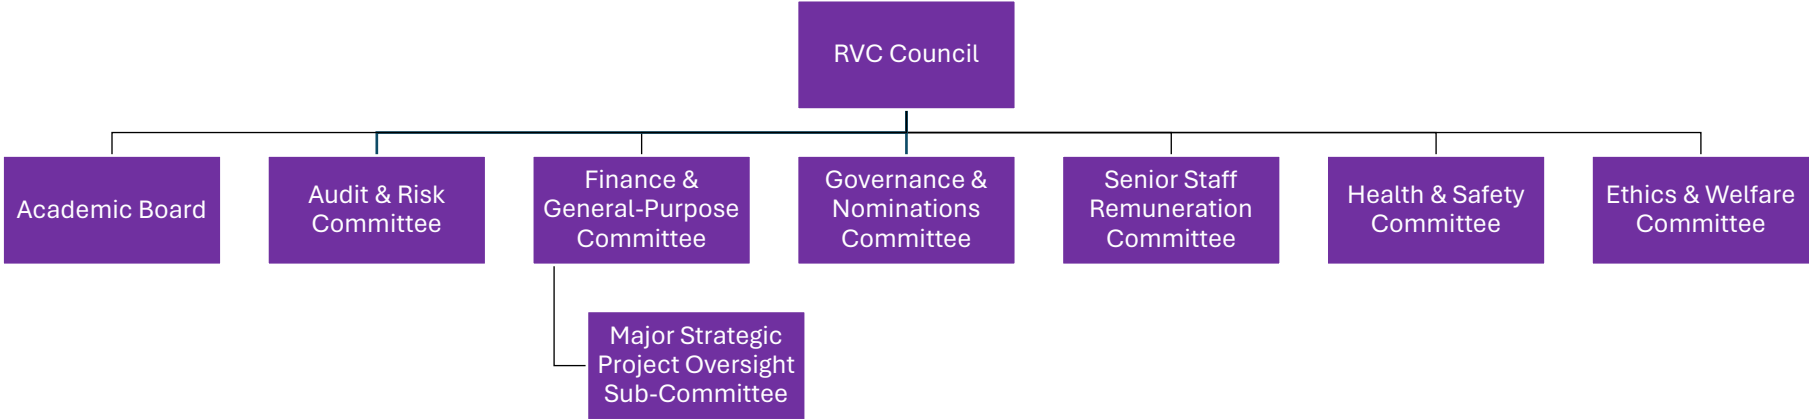 RVC Council
Academic Board
Audit & Risk
Committee
Finance &
General-Purpose
Committee
Governance &
Nominations
Committee
Senior Staff
Remuneration
Committee
Health & Safety
Committee
Ethics & Welfare
Committee
Major Strategic
Project Oversight
Sub-Committee